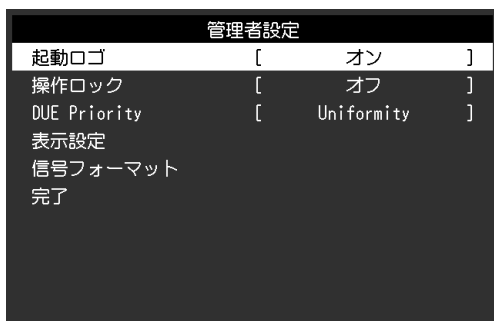 管理者設定
起動ロゴ [ オン ]
操作ロック [ オフ ]
DUE Priority [ Uniformity ]
表示設定
信号フォーマット
完了